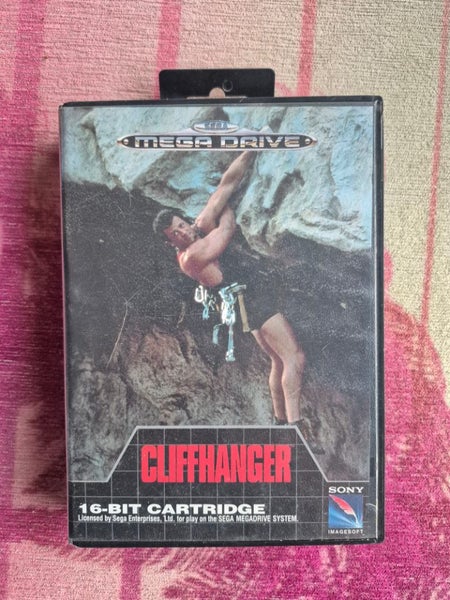 SEGA
MEGA DRIVE
CLIFFHANGER
16-BIT CARTRIDGE
Licensed by Sega Enterprises, Ltd. for play on the SEGA MEGADRIVE SYSTEM.
SONY
IMAGESOFT